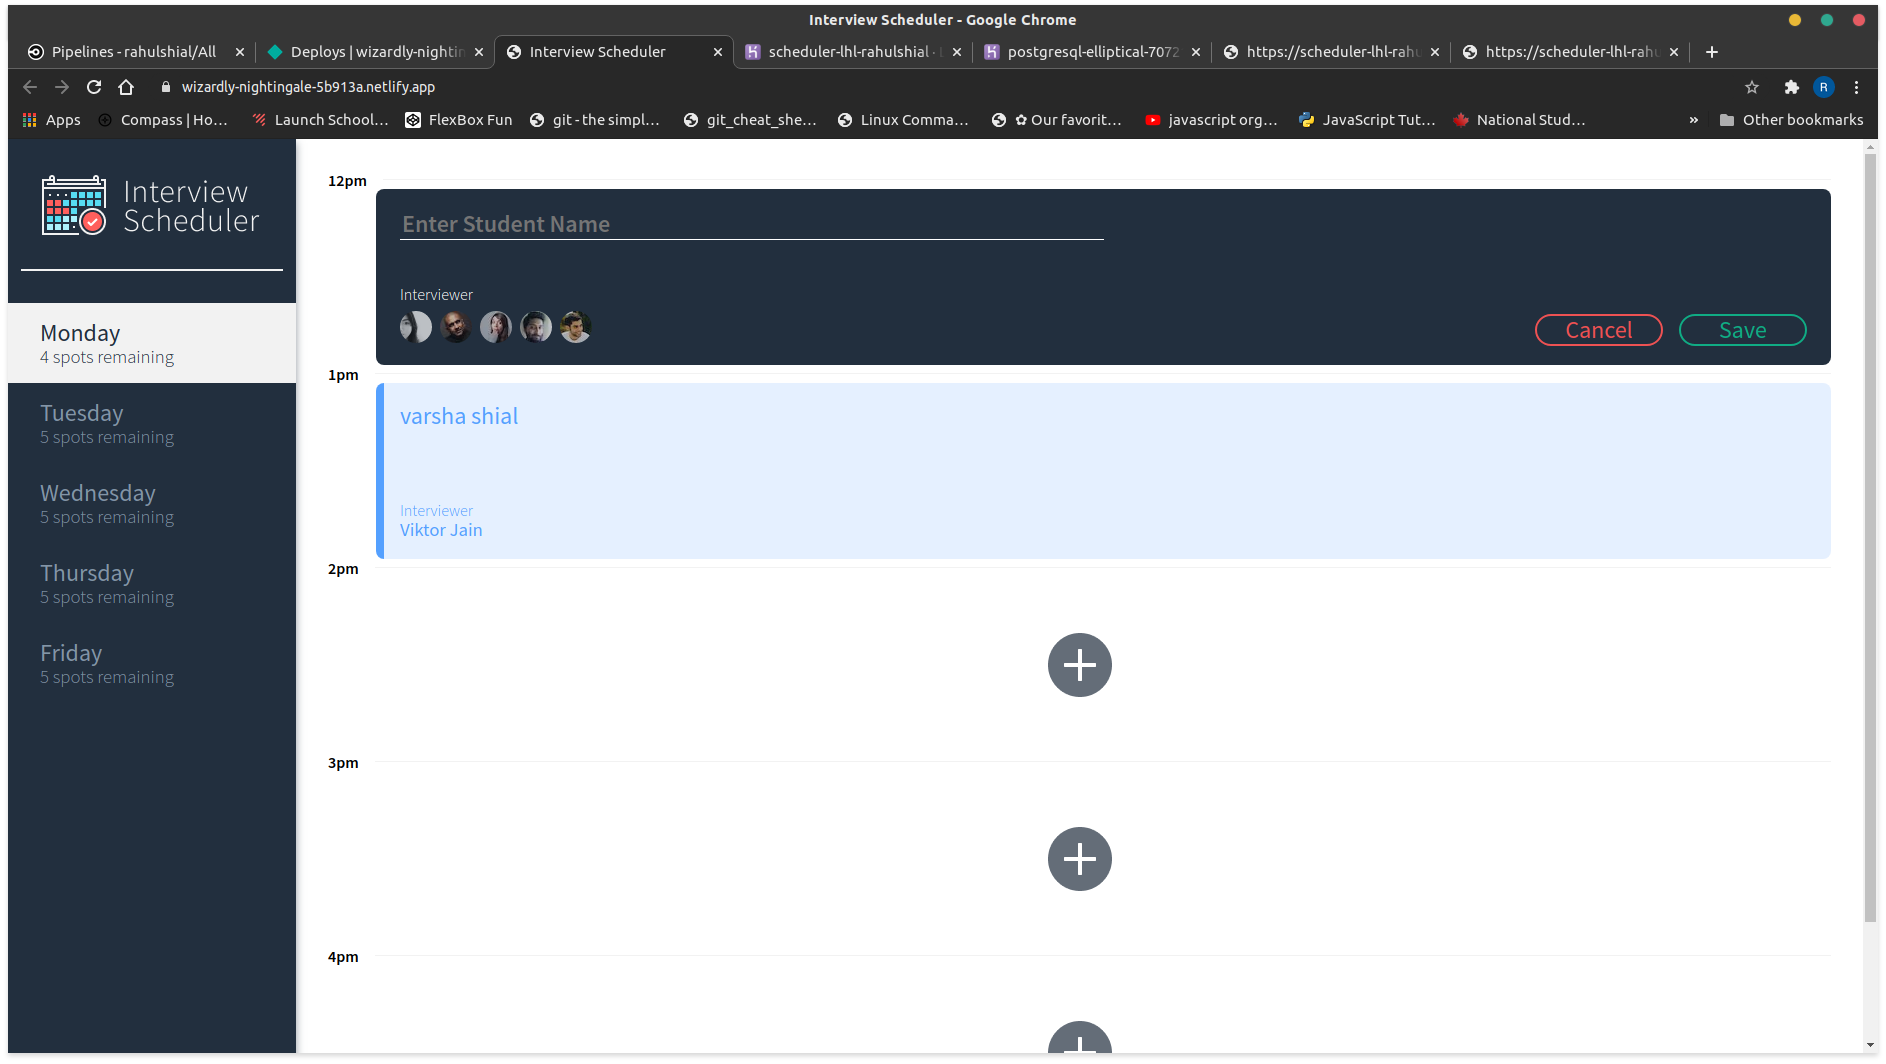 Interview Scheduler - Google Chrome
Pipelines - rahulshial/All
Deploys | wizardly-nightin
Interview Scheduler
scheduler-lhl-rahulshial ·
postgresql-elliptical-7072
https://scheduler-lhl-rahu
https://scheduler-lhl-rahu
wizardly-nightingale-5b913a.netlify.app
R
Apps
Compass | Ho...
Launch School...
FlexBox Fun
git - the simpl...
git_cheat_she...
Linux Comma...
✿ Our favorit...
javascript org...
JavaScript Tut...
National Stud...
»
Other bookmarks
Interview
Scheduler
Monday
4 spots remaining
Tuesday
5 spots remaining
Wednesday
5 spots remaining
Thursday
5 spots remaining
Friday
5 spots remaining
12pm
Enter Student Name
Interviewer
Cancel
Save
1pm
varsha shial
Interviewer
Viktor Jain
2pm
3pm
4pm